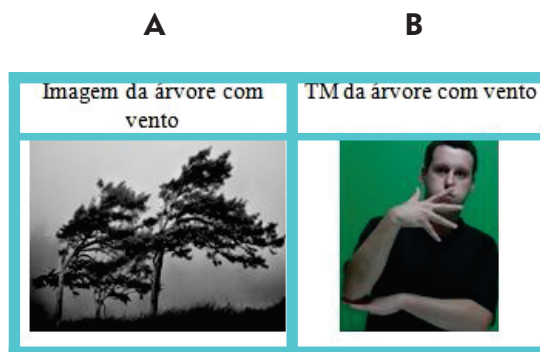 A
B
Imagem da árvore com
vento
TM da árvore com vento